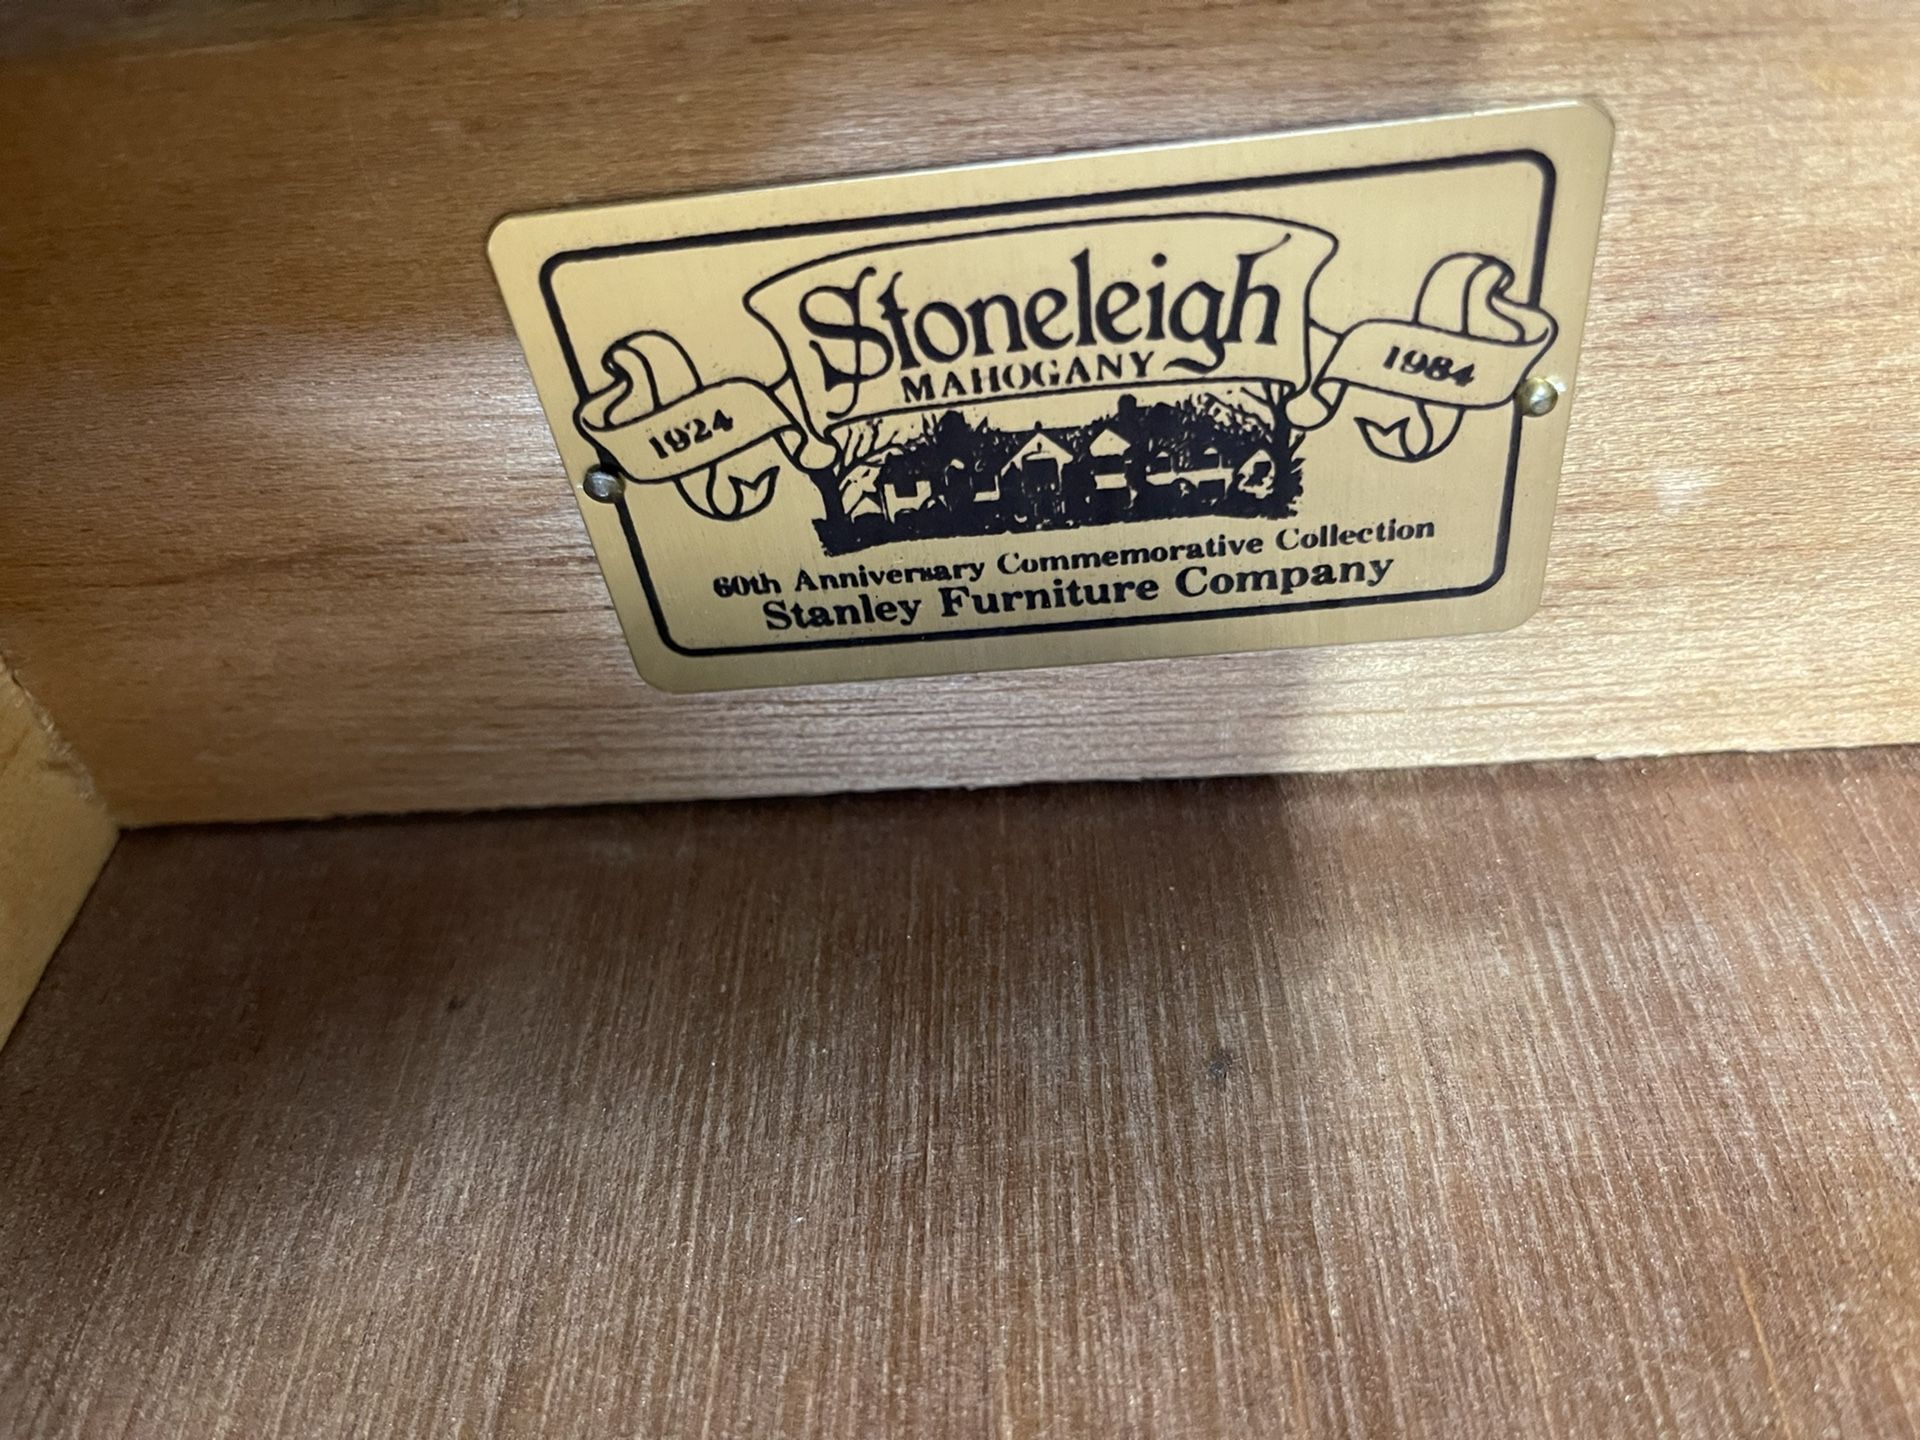 Stoneleigh
MAHOGANY
1924
1984
60th Anniversary Commemorative Collection
Stanley Furniture Company